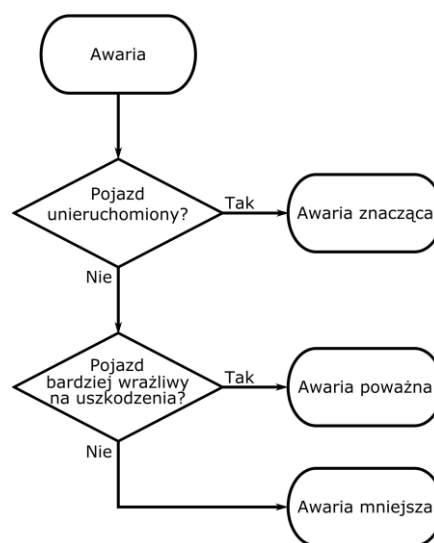 Awaria
Pojazd
unieruchomiony?
Tak
Awaria znacząca
Nie
Pojazd
bardziej wrażliwy
na uszkodzenia?
Tak
Awaria poważna
Nie
Awaria mniejsza